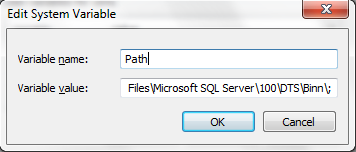 Edit System Variable
Variable name: Path
Variable value: Files\Microsoft SQL Server\100\DTS\Binn\;
OK Cancel